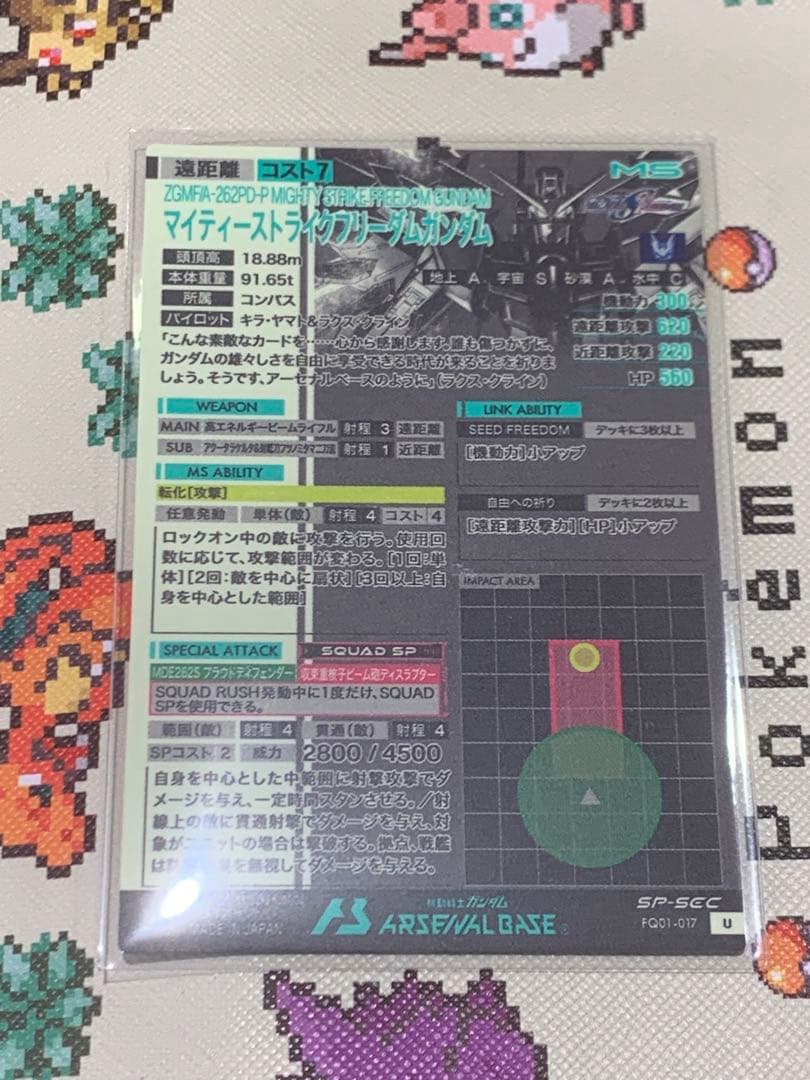 遠距離 コスト7 MS
ZGMF/A-262PD-P MIGHTY STRIKE FREEDOM GUNDAM
マイティーストライクフリーダムガンダム
頭頂高 18.88m
本体重量 91.65t
所属 コンパス
パイロット キラ・ヤマト&ラクス・クライン
地上 A 宇宙 S 砂漠 A 水中 C
機動力 300
遠距離攻撃 620
近距離攻撃 220
HP 560
「こんな素敵なカードを……心から感謝します。誰も傷つかずに、
ガンダムの雄々しさを自由に享受できる時代が来ることを祈りま
しょう。そうです、アーセナルベースのように」(ラクス・クライン)
WEAPON
MAIN 高エネルギービームライフル 射程 3 遠距離
SUB 射程 1 近距離
MS ABILITY
転化[攻撃]
任意発動 単体(敵) 射程 4 コスト 4
ロックオン中の敵に攻撃を行う。使用回
数に応じて、攻撃範囲が変わる。[1回:単
体][2回:敵を中心に扇状][3回以上:自
身を中心とした範囲]
LINK ABILITY
SEED FREEDOM デッキに3枚以上
[機動力]小アップ
自由への祈り デッキに2枚以上
[遠距離攻撃力][HP]小アップ
IMPACT AREA
SPECIAL ATTACK SQUAD SP
MDE262S プラウドディフェンダー 収束重核子ビーム砲ディスラプター
SQUAD RUSH発動中に1度だけ、SQUAD
SPを使用できる。
範囲(敵) 射程 4 貫通(敵) 射程 4
SPコスト 2 威力 2800 / 4500
自身を中心とした中範囲に射撃攻撃でダ
メージを与え、一定時間スタンさせる。/射
線上の敵に貫通射撃でダメージを与え、対
象がユニットの場合は撃破する。拠点、戦艦
は を無視してダメージを与える。
MADE IN JAPAN
機動戦士ガンダム
AB ARSENAL BASE
SP-SEC
FQ01-017 U
pokémon